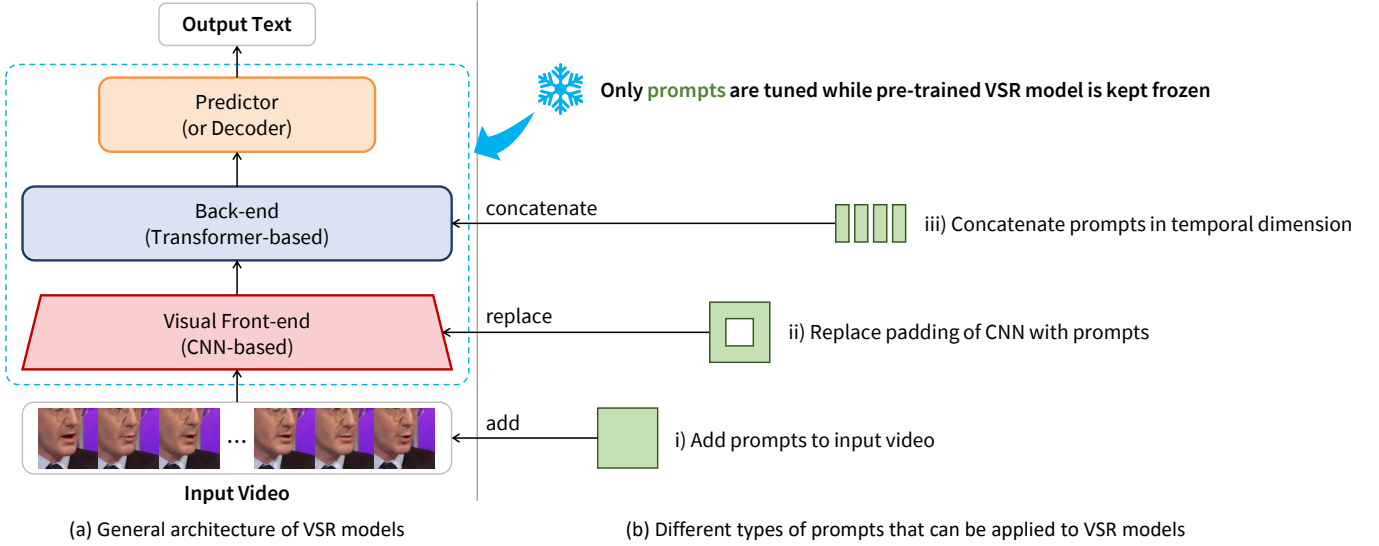 Output Text
Predictor
(or Decoder)
Back-end
(Transformer-based)
Visual Front-end
(CNN-based)
...
Input Video
(a) General architecture of VSR models
Only prompts are tuned while pre-trained VSR model is kept frozen
concatenate
iii) Concatenate prompts in temporal dimension
replace
ii) Replace padding of CNN with prompts
add
i) Add prompts to input video
(b) Different types of prompts that can be applied to VSR models